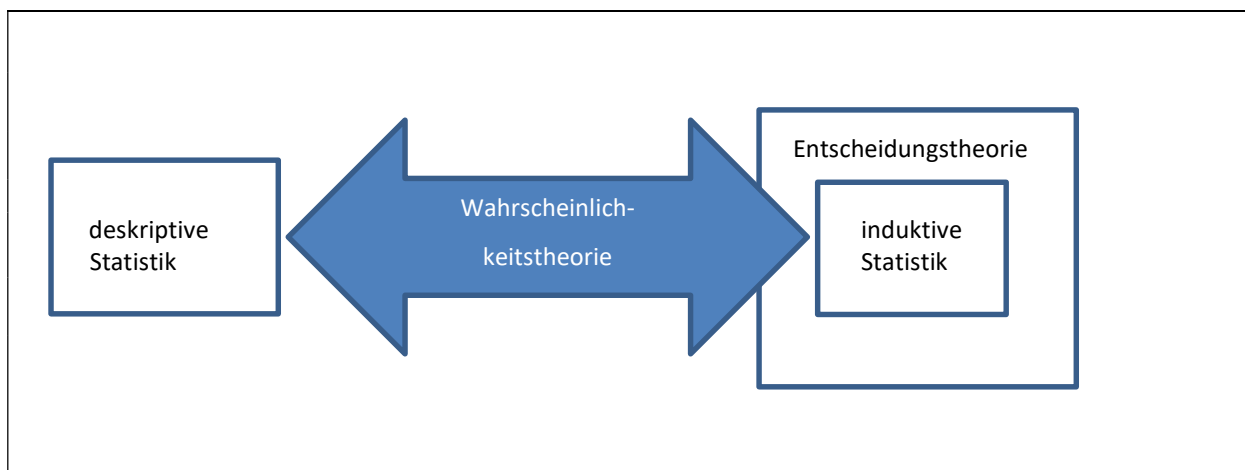 deskriptive
Statistik
Wahrscheinlich-
keitstheorie
Entscheidungstheorie
induktive
Statistik